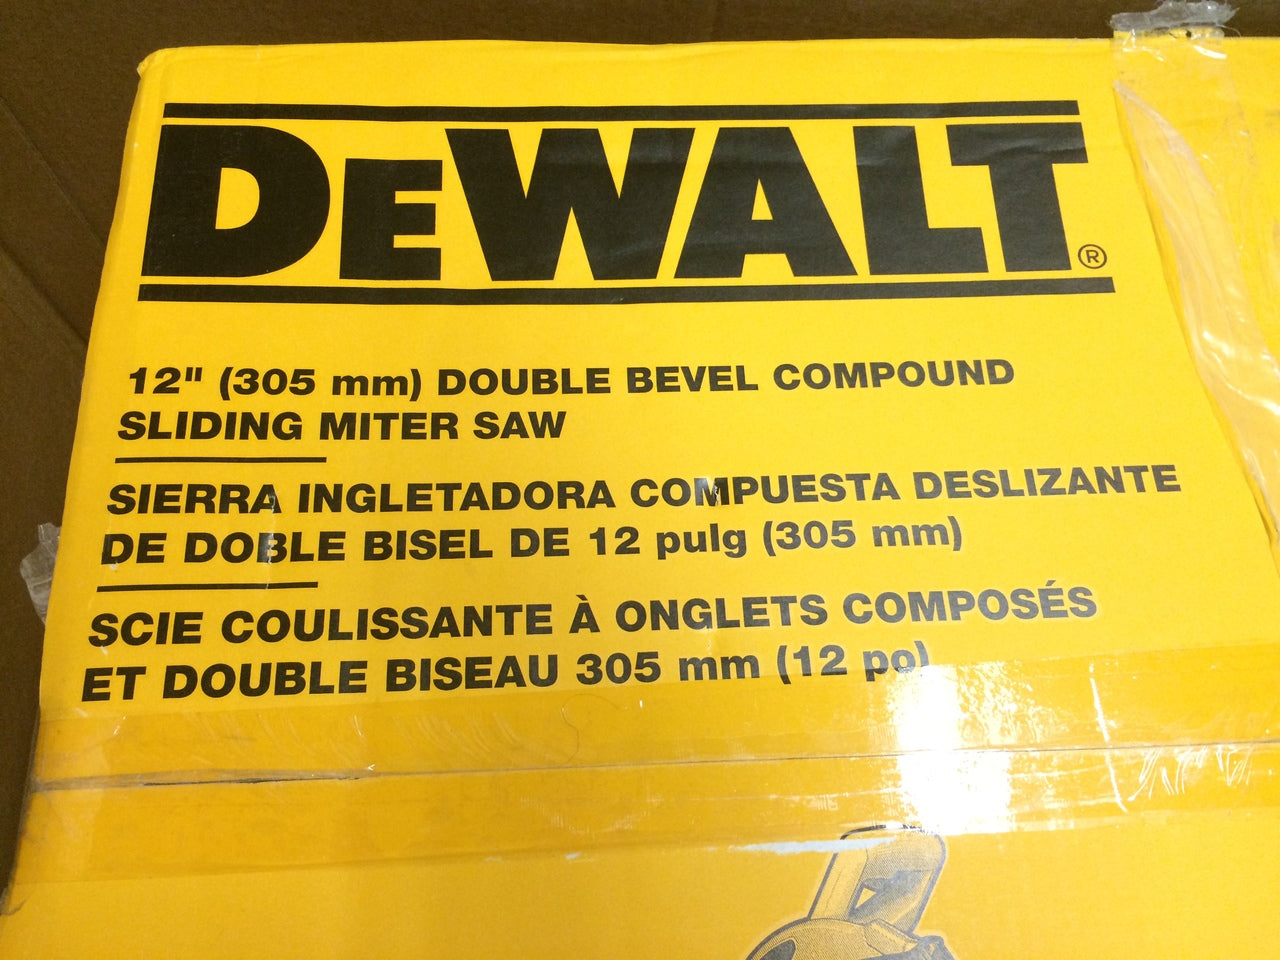 DEWALT®
12" (305 mm) DOUBLE BEVEL COMPOUND
SLIDING MITER SAW
SIERRA INGLETADORA COMPUESTA DESLIZANTE
DE DOBLE BISEL DE 12 pulg (305 mm)
SCIE COULISSANTE À ONGLETS COMPOSÉS
ET DOUBLE BISEAU 305 mm (12 po)